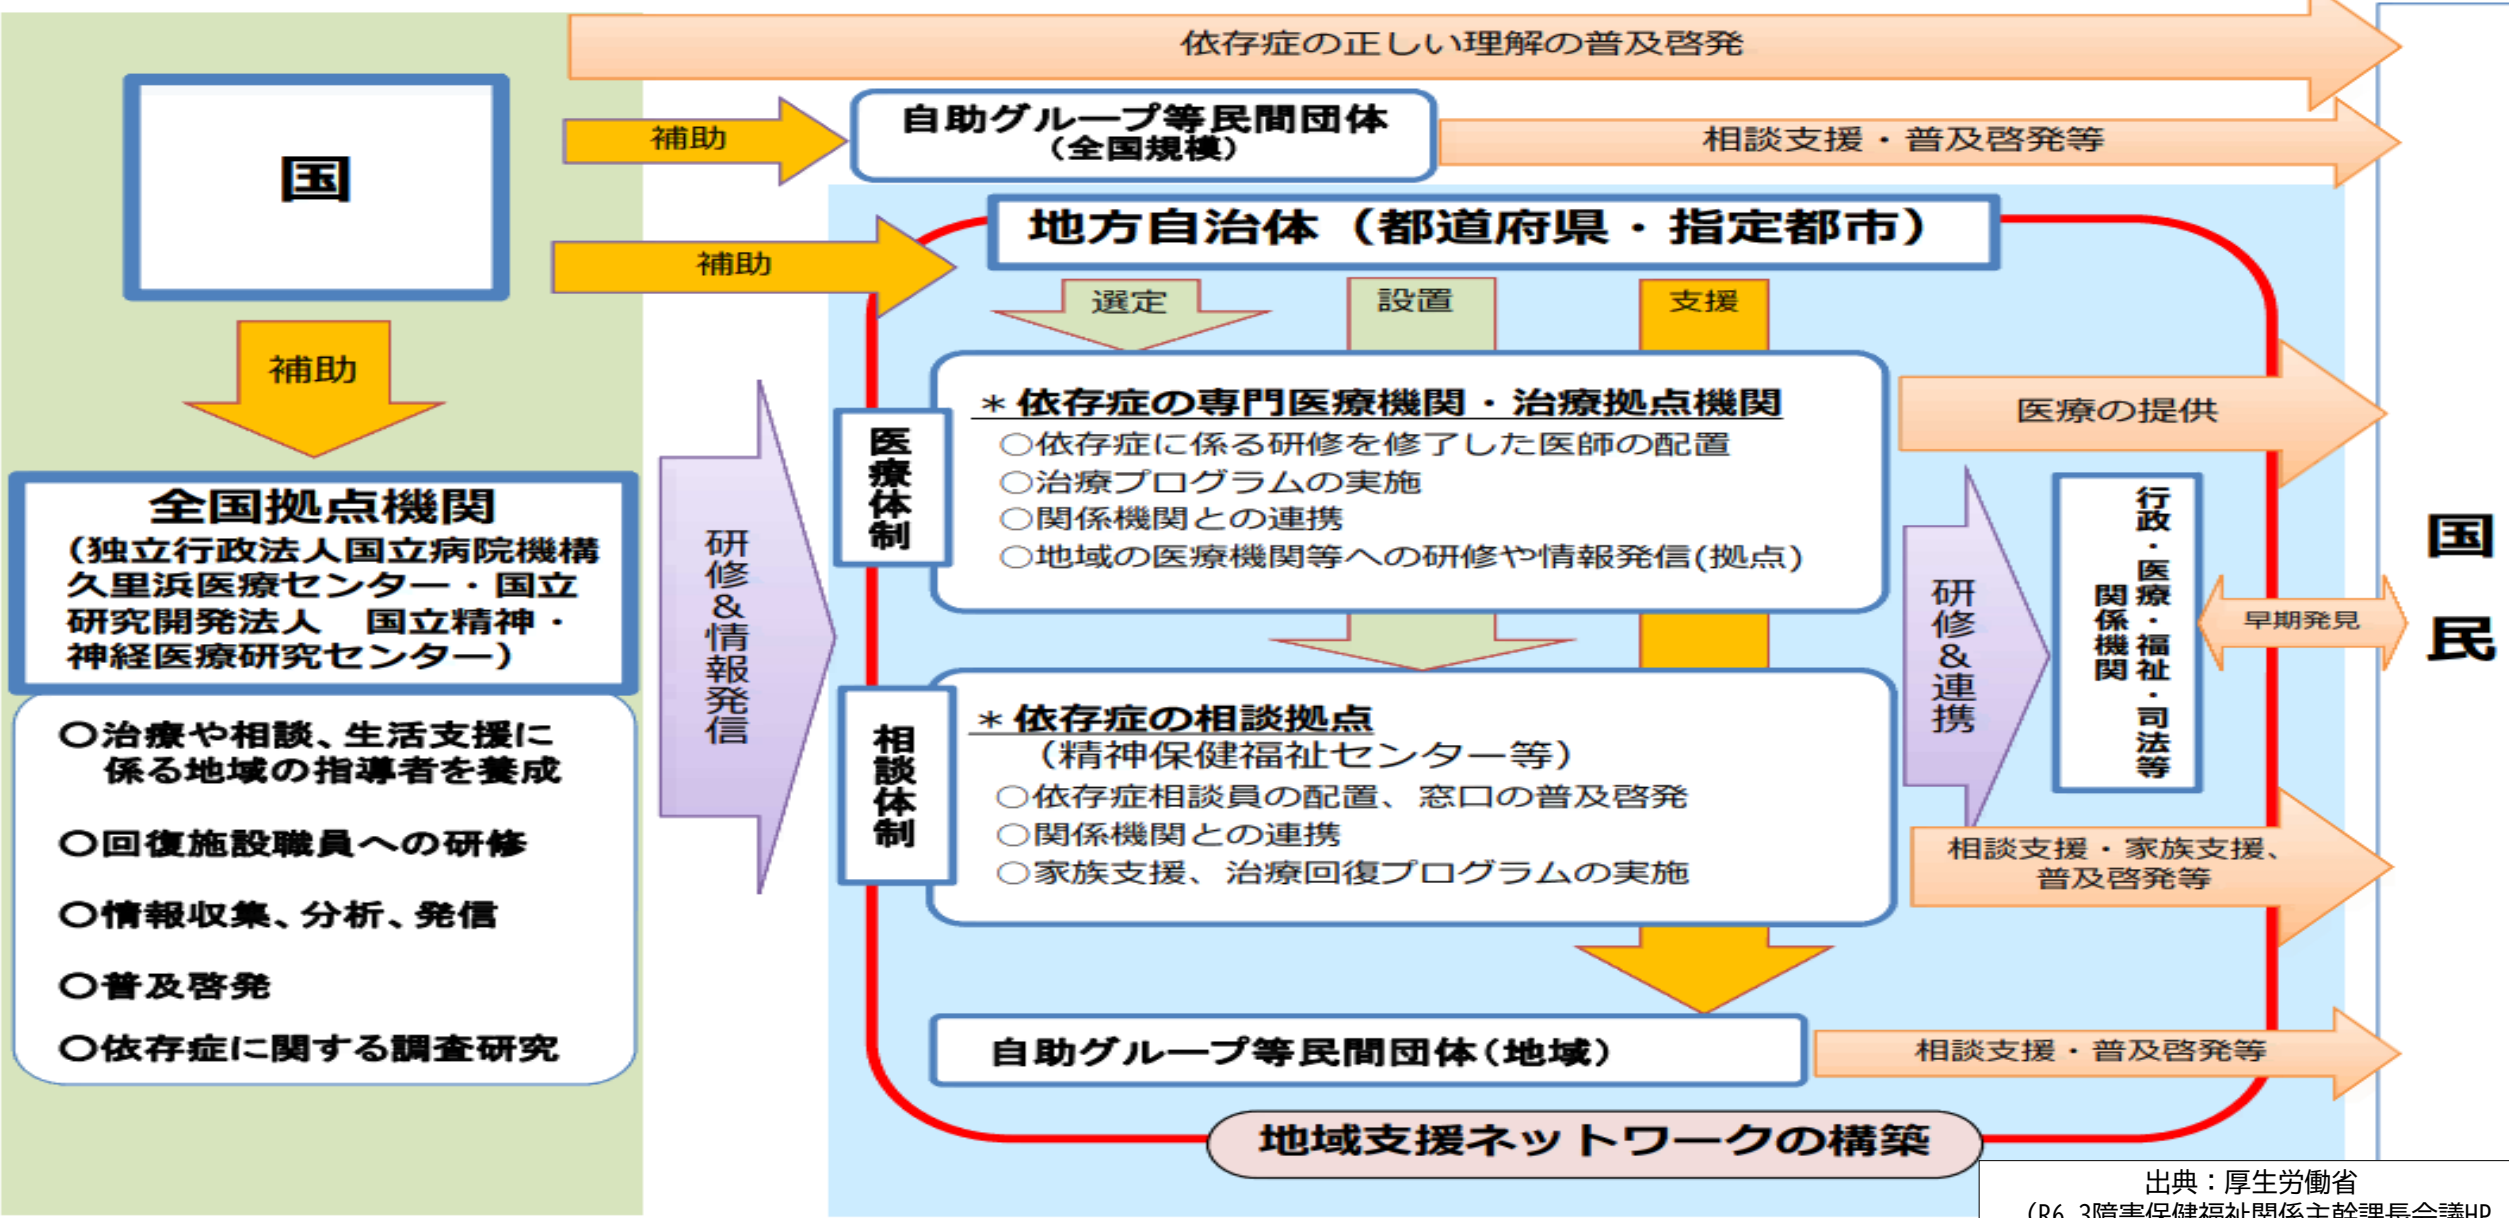 依存症の正しい理解の普及啓発
国
補助
自助グループ等民間団体
（全国規模）
相談支援・普及啓発等
補助
地方自治体（都道府県・指定都市）
選定
設置
支援
補助
全国拠点機関
（独立行政法人国立病院機構
久里浜医療センター・国立
研究開発法人　国立精神・
神経医療研究センター）
○治療や相談、生活支援に
係る地域の指導者を養成
○回復施設職員への研修
○情報収集、分析、発信
○普及啓発
○依存症に関する調査研究
研修&情報発信
医療体制
＊依存症の専門医療機関・治療拠点機関
○依存症に係る研修を修了した医師の配置
○治療プログラムの実施
○関係機関との連携
○地域の医療機関等への研修や情報発信(拠点)
医療の提供
相談体制
＊依存症の相談拠点
（精神保健福祉センター等）
○依存症相談員の配置、窓口の普及啓発
○関係機関との連携
○家族支援、治療回復プログラムの実施
研修&連携
行政・医療・福祉・司法等
関係機関
早期発見
国民
相談支援・家族支援、
普及啓発等
自助グループ等民間団体（地域）
相談支援・普及啓発等
地域支援ネットワークの構築
出典：厚生労働省
（R6.3障害保健福祉関係主幹課長会議HP